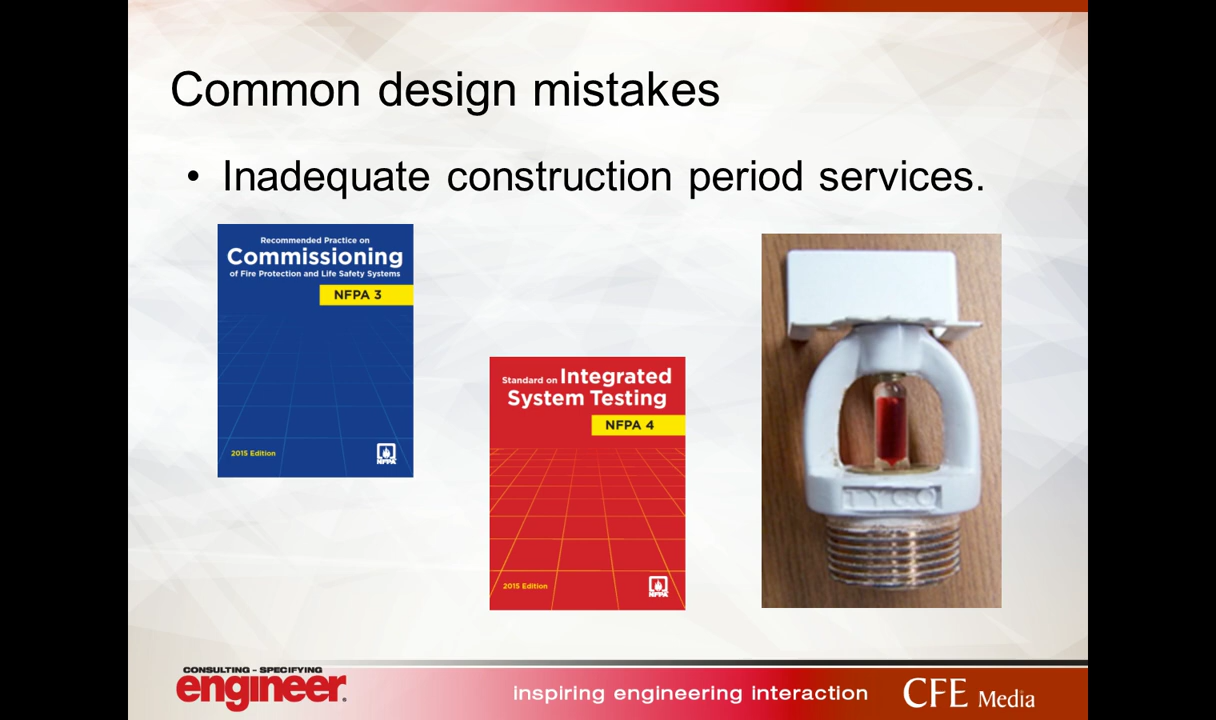 Common design mistakes
• Inadequate construction period services.
Recommended Practice on
Commissioning
of Fire Protection and Life Safety Systems
NFPA 3
2015 Edition
NFPA
Standard on Integrated
System Testing
NFPA 4
2015 Edition
NFPA
TYCO
CONSULTING - SPECIFYING
engineer®
inspiring engineering interaction
CFE Media